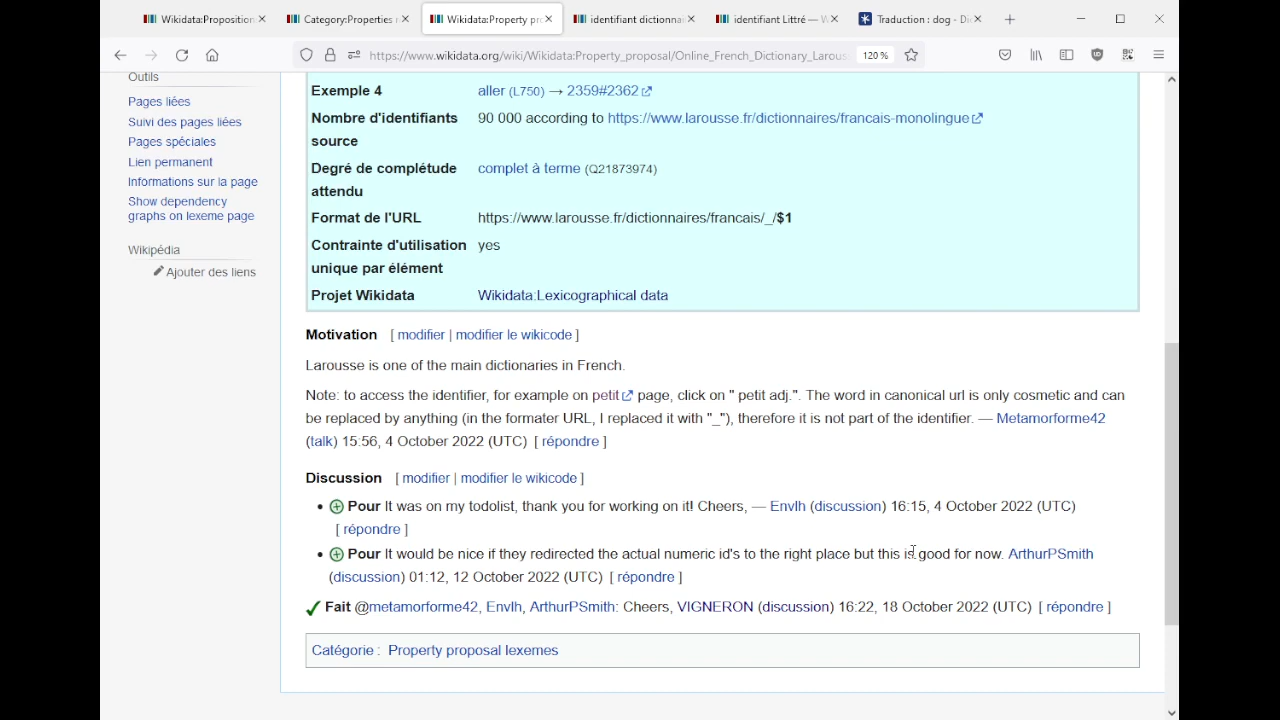 Wikidata:Proposition
Category:Properties
Wikidata:Property pr
identifiant dictionna
identifiant Littré — W
Traduction : dog - Di
https://www.wikidata.org/wiki/Wikidata:Property_proposal/Online_French_Dictionary_Larous
120 %
Outils
Pages liées
Suivi des pages liées
Pages spéciales
Lien permanent
Informations sur la page
Show dependency
graphs on lexeme page
Wikipédia
Ajouter des liens
Exemple 4 aller (L750) → 2359#2362
Nombre d'identifiants 90 000 according to https://www.larousse.fr/dictionnaires/francais-monolingue
source
Degré de complétude complet à terme (Q21873974)
attendu
Format de l'URL https://www.larousse.fr/dictionnaires/francais/_/$1
Contrainte d'utilisation yes
unique par élément
Projet Wikidata Wikidata:Lexicographical data
Motivation [ modifier | modifier le wikicode ]
Larousse is one of the main dictionaries in French.
Note: to access the identifier, for example on petit page, click on " petit adj.". The word in canonical url is only cosmetic and can
be replaced by anything (in the formater URL, I replaced it with "_"), therefore it is not part of the identifier. — Metamorforme42
(talk) 15:56, 4 October 2022 (UTC) [ répondre ]
Discussion [ modifier | modifier le wikicode ]
• Pour It was on my todolist, thank you for working on it! Cheers, — Envlh (discussion) 16:15, 4 October 2022 (UTC)
[ répondre ]
• Pour It would be nice if they redirected the actual numeric id's to the right place but this is good for now. ArthurPSmith
(discussion) 01:12, 12 October 2022 (UTC) [ répondre ]
Fait @metamorforme42, Envlh, ArthurPSmith: Cheers, VIGNERON (discussion) 16:22, 18 October 2022 (UTC) [ répondre ]
Catégorie : Property proposal lexemes